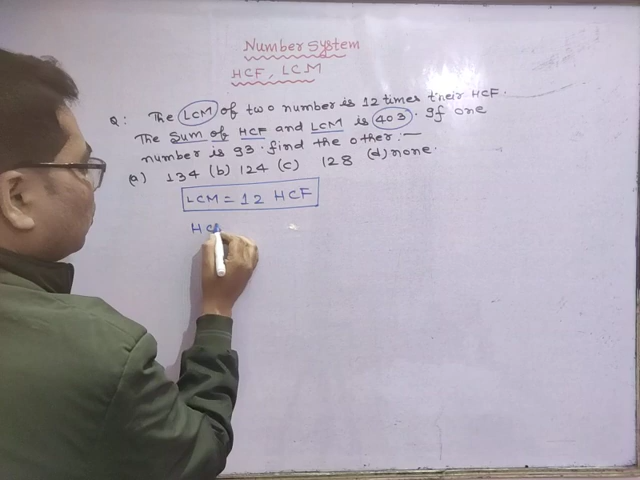 Number System
HCF, LCM
Q: The LCM of two number is 12 times their HCF.
The sum of HCF and LCM is 403. If one
number is 93. find the other :-
(a) 134 (b) 124 (c) 128 (d) none.
LCM = 12 HCF
HCF